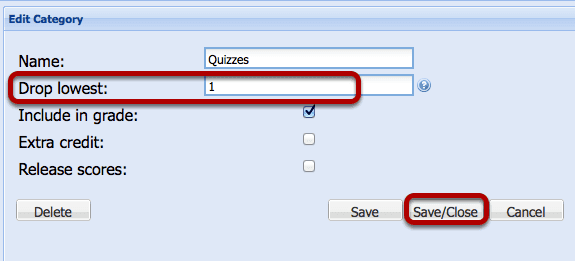 Edit Category
Name: Quizzes
Drop lowest: 1
Include in grade:
Extra credit:
Release scores:
Delete Save Save/Close Cancel